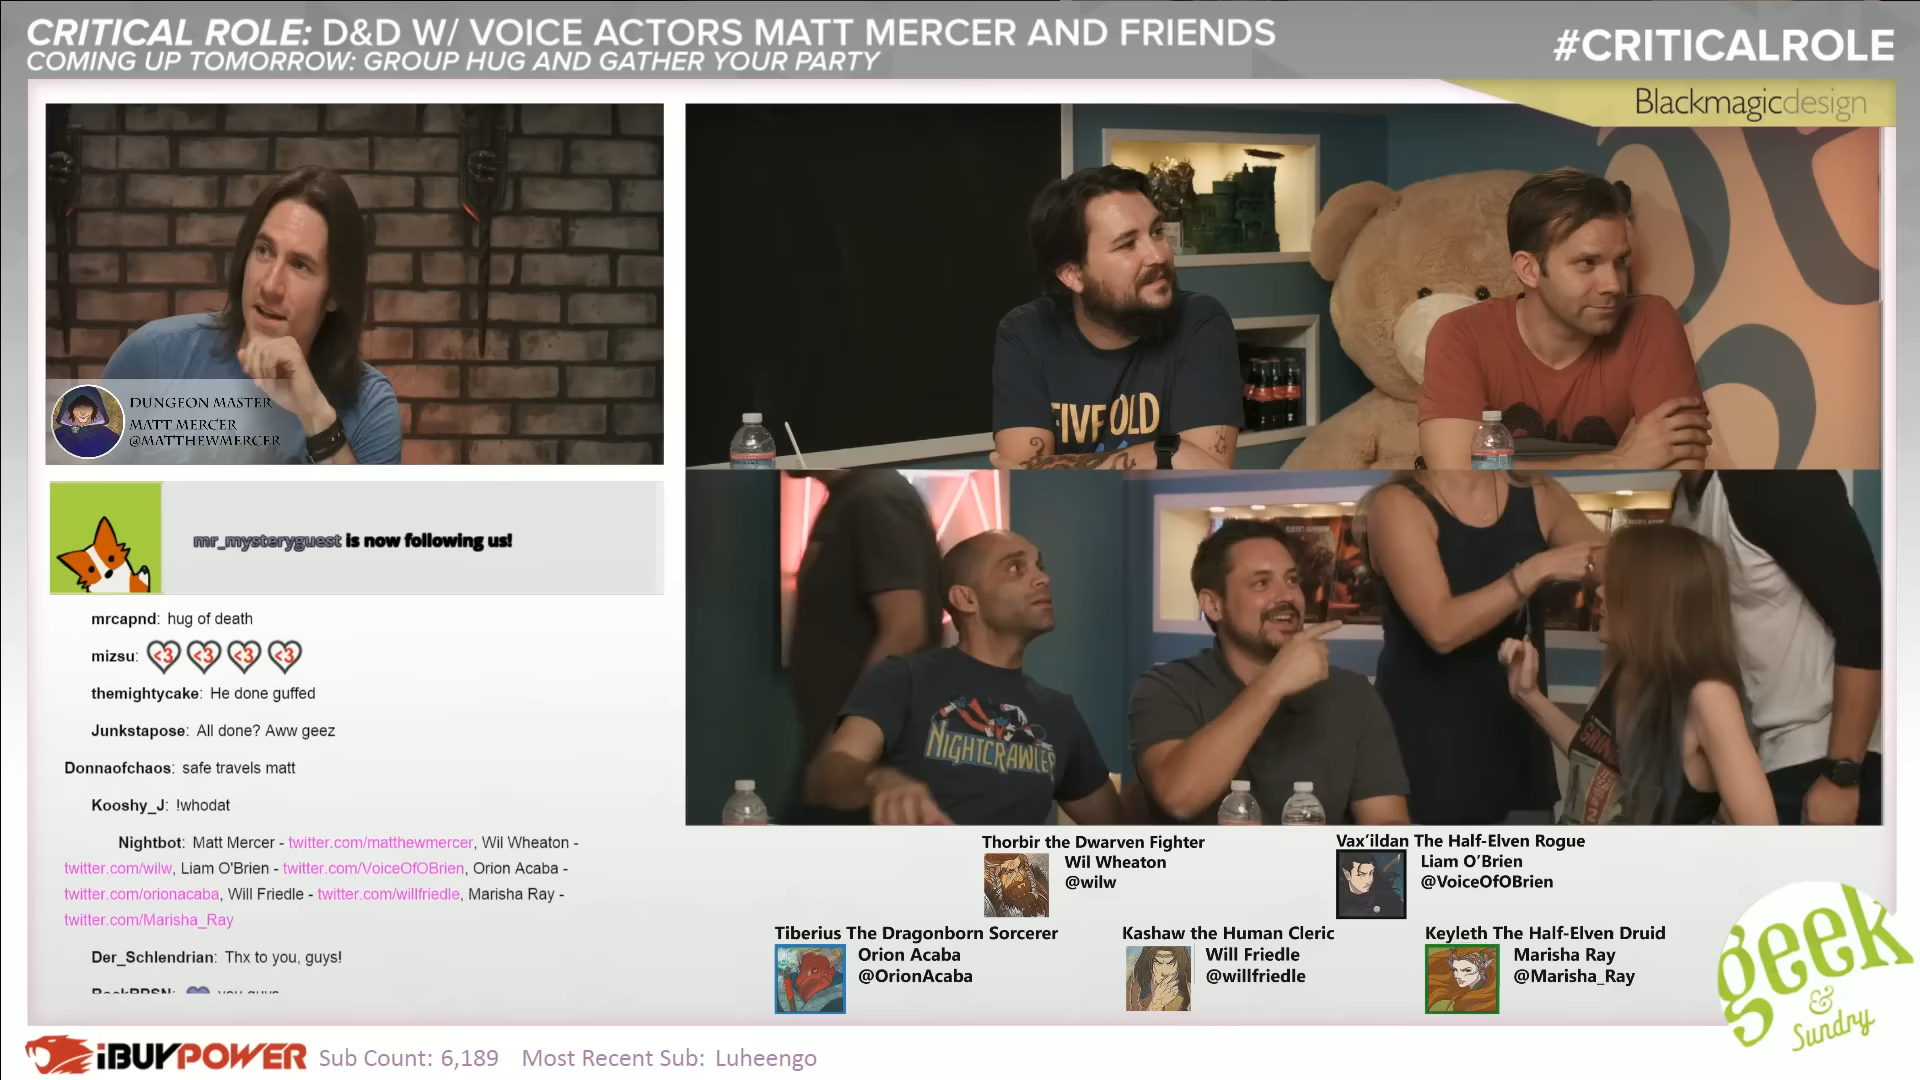 CRITICAL ROLE: D&D W/ VOICE ACTORS MATT MERCER AND FRIENDS
COMING UP TOMORROW: GROUP HUG AND GATHER YOUR PARTY
#CRITICALROLE
Blackmagicdesign
DUNGEON MASTER
MATT MERCER
@MATTHEWMERCER
FIVE OLD
mr_mysteryguest is now following us!
NIGHTCRAWLER
mrcapnd: hug of death
mizsu: <3 <3 <3 <3
themightycake: He done guffed
Junkstapose: All done? Aww geez
Donnaofchaos: safe travels matt
Kooshy_J: !whodat
Nightbot: Matt Mercer - twitter.com/matthewmercer, Wil Wheaton -
twitter.com/wilw, Liam O'Brien - twitter.com/VoiceOfOBrien, Orion Acaba -
twitter.com/orionacaba, Will Friedle - twitter.com/willfriedle, Marisha Ray -
twitter.com/Marisha_Ray
Der_Schlendrian: Thx to you, guys!
Thorbir the Dwarven Fighter
Wil Wheaton
@wilw
Vax'ildan The Half-Elven Rogue
Liam O'Brien
@VoiceOfOBrien
Tiberius The Dragonborn Sorcerer
Orion Acaba
@OrionAcaba
Kashaw the Human Cleric
Will Friedle
@willfriedle
Keyleth The Half-Elven Druid
Marisha Ray
@Marisha_Ray
geek
&
Sundry
iBUYPOWER
Sub Count: 6,189 Most Recent Sub: Luheengo